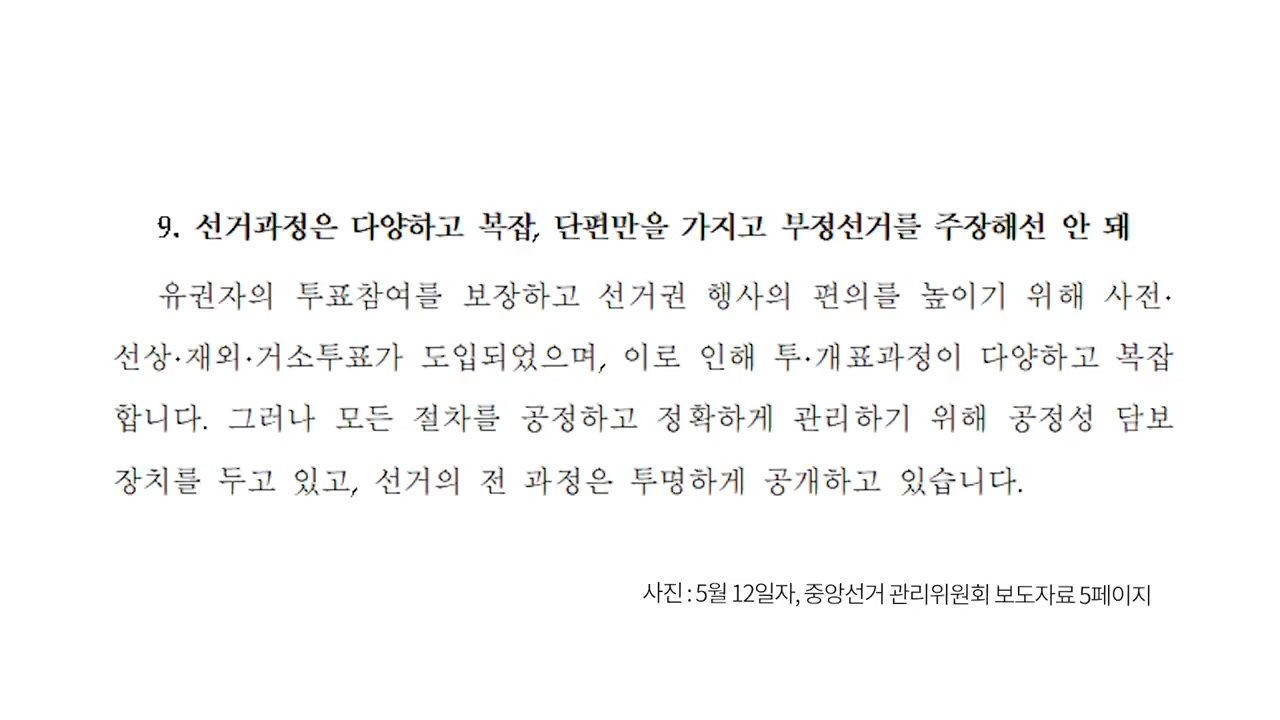 9. 선거과정은 다양하고 복잡, 단편만을 가지고 부정선거를 주장해선 안 돼
유권자의 투표참여를 보장하고 선거권 행사의 편의를 높이기 위해 사전·
선상·재외·거소투표가 도입되었으며, 이로 인해 투·개표과정이 다양하고 복잡
합니다. 그러나 모든 절차를 공정하고 정확하게 관리하기 위해 공정성 담보
장치를 두고 있고, 선거의 전 과정은 투명하게 공개하고 있습니다.
사진 : 5월 12일자, 중앙선거 관리위원회 보도자료 5페이지